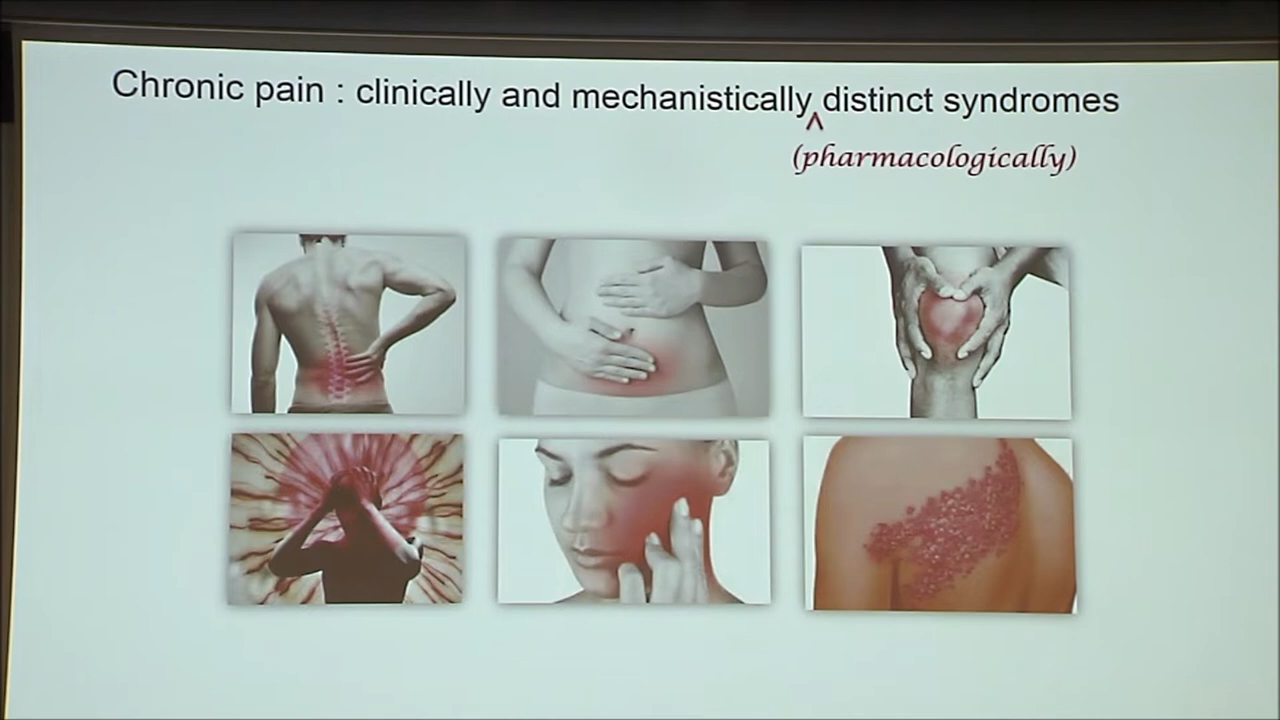 Chronic pain : clinically and mechanistically distinct syndromes
^
(pharmacologically)